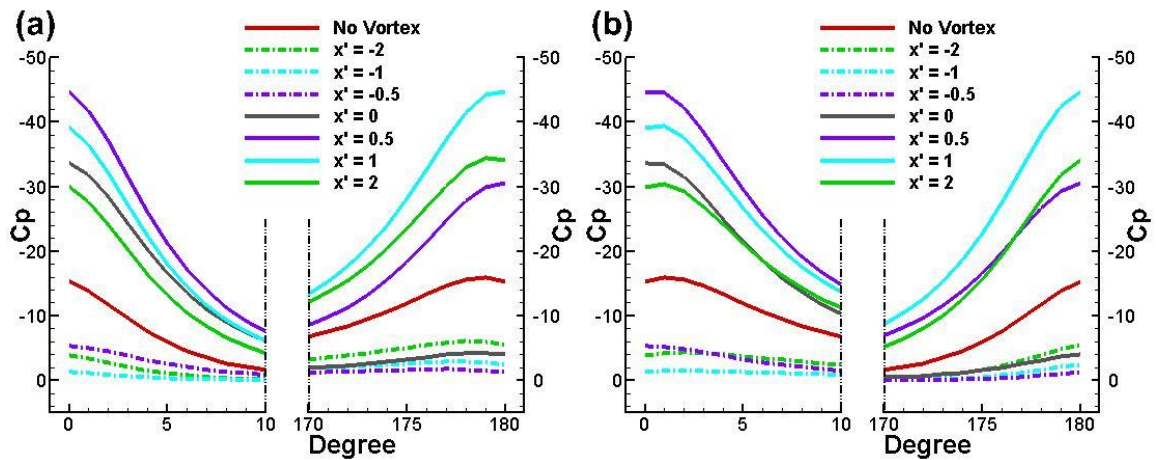 (a)
No Vortex
x' = -2
x' = -1
x' = -0.5
x' = 0
x' = 0.5
x' = 1
x' = 2
-50
-40
-30
-20
-10
0
Cp
-50
-40
-30
-20
-10
0
Cp
0 5 10 170 175 180
Degree
(b)
No Vortex
x' = -2
x' = -1
x' = -0.5
x' = 0
x' = 0.5
x' = 1
x' = 2
-50
-40
-30
-20
-10
0
Cp
-50
-40
-30
-20
-10
0
Cp
0 5 10 170 175 180
Degree